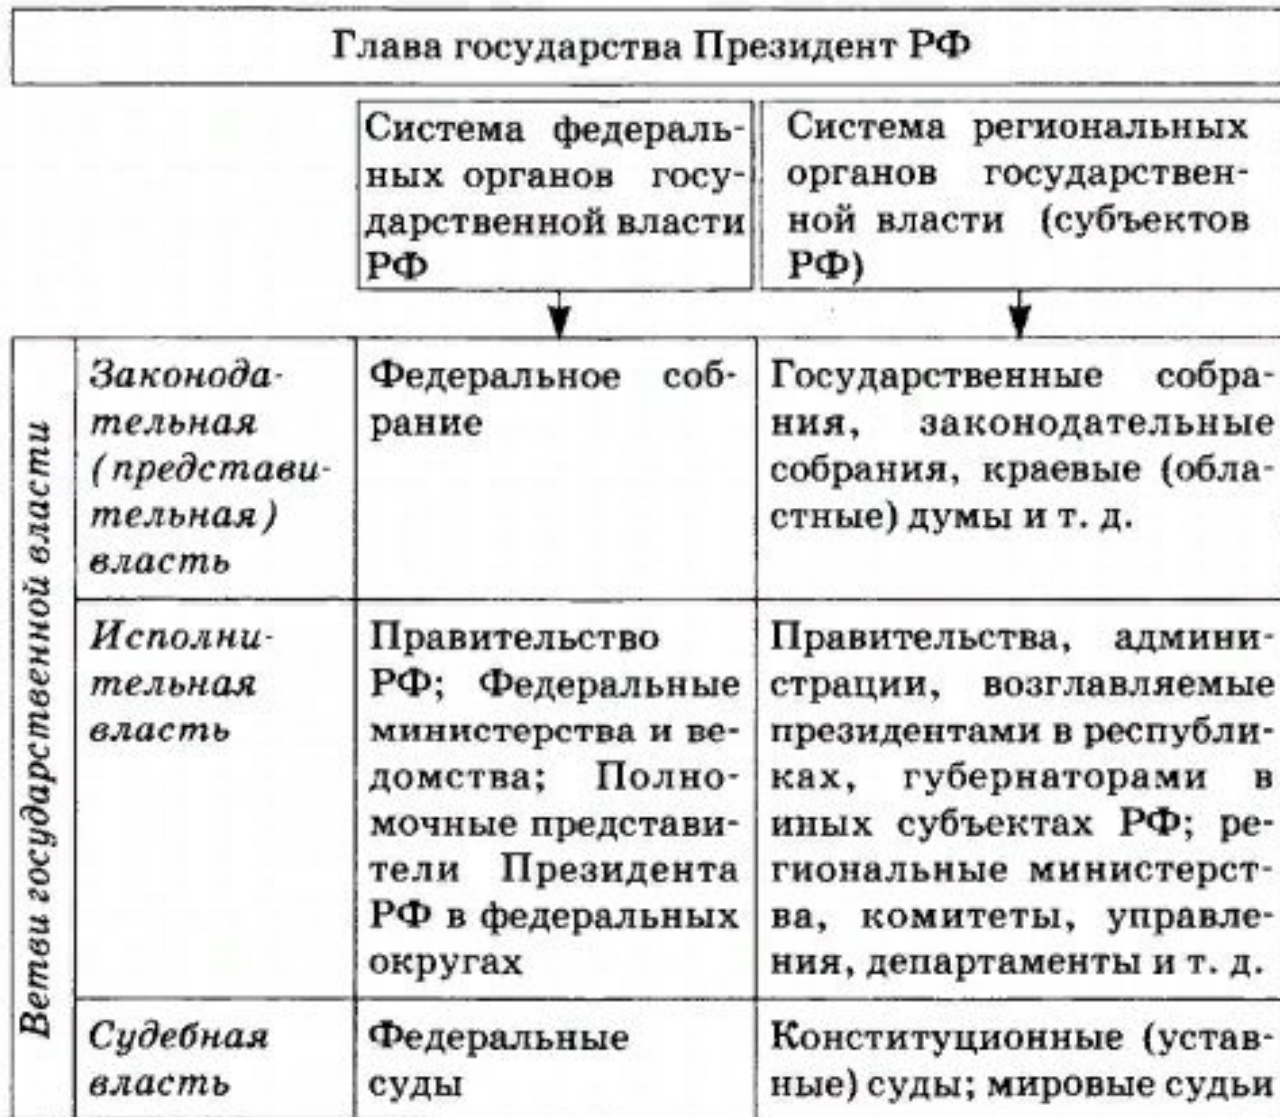 Глава государства Президент РФ
Система федераль-
ных органов госу-
дарственной власти
РФ
Система региональных
органов государствен-
ной власти (субъектов
РФ)
Ветви государственной власти
Законода-
тельная
(представи-
тельная)
власть
Федеральное соб-
рание
Государственные собра-
ния, законодательные
собрания, краевые (обла-
стные) думы и т. д.
Исполни-
тельная
власть
Правительство
РФ; Федеральные
министерства и ве-
домства; Полно-
мочные представи-
тели Президента
РФ в федеральных
округах
Правительства, админи-
страции, возглавляемые
президентами в республи-
ках, губернаторами в
иных субъектах РФ; ре-
гиональные министерст-
ва, комитеты, управле-
ния, департаменты и т. д.
Судебная
власть
Федеральные
суды
Конституционные (устав-
ные) суды; мировые судьи